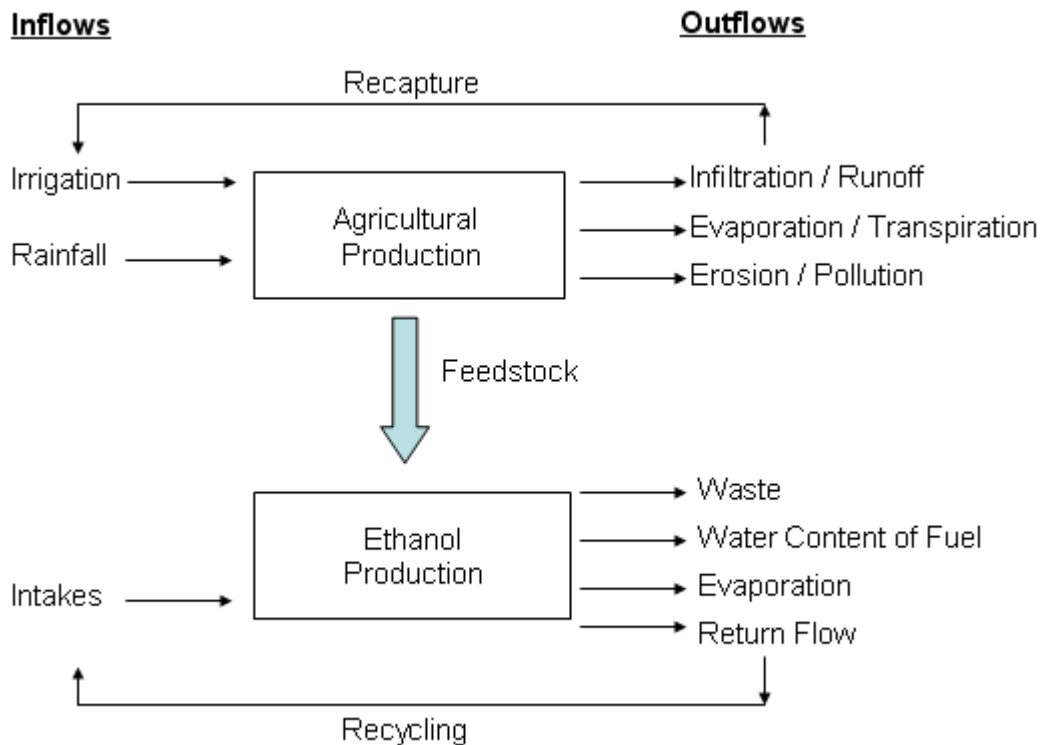 Inflows
Outflows
Recapture
Irrigation
Infiltration / Runoff
Agricultural
Production
Rainfall
Evaporation / Transpiration
Erosion / Pollution
Feedstock
Waste
Ethanol
Production
Water Content of Fuel
Intakes
Evaporation
Return Flow
Recycling